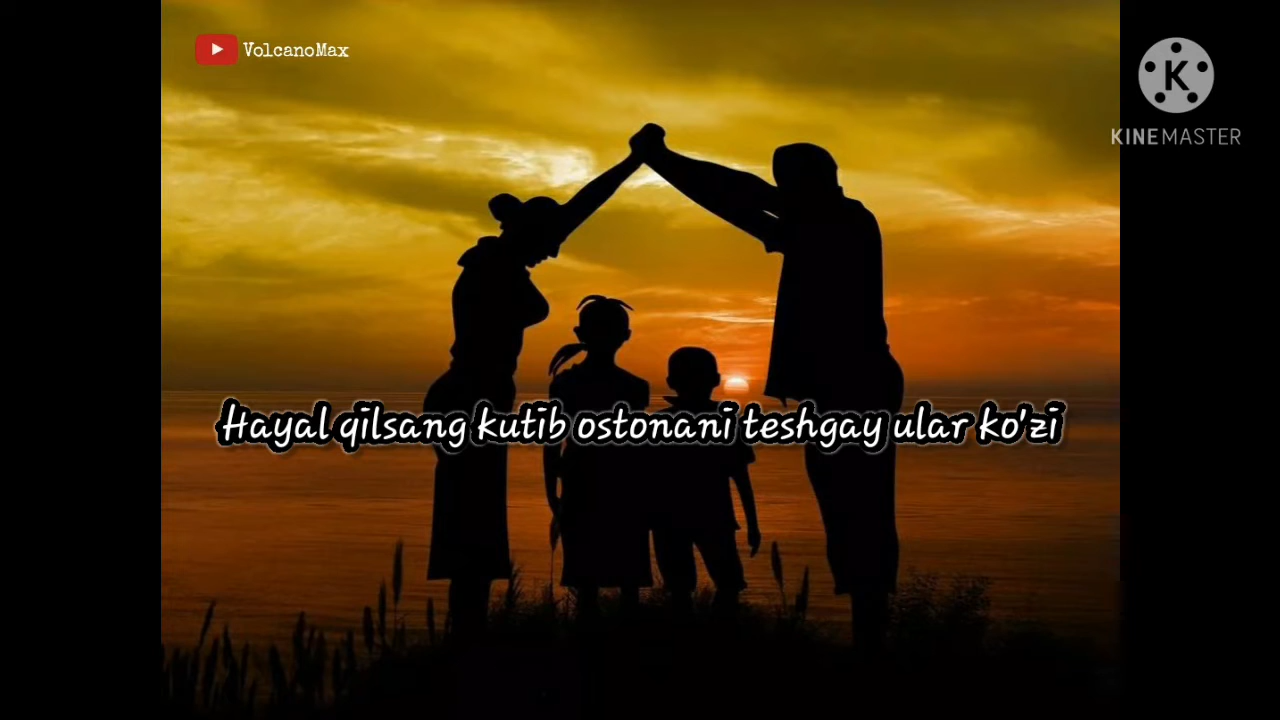 VolcanoMax
K
KINEMASTER
Hayal qilsang kutib ostonani teshgay ular ko'zi